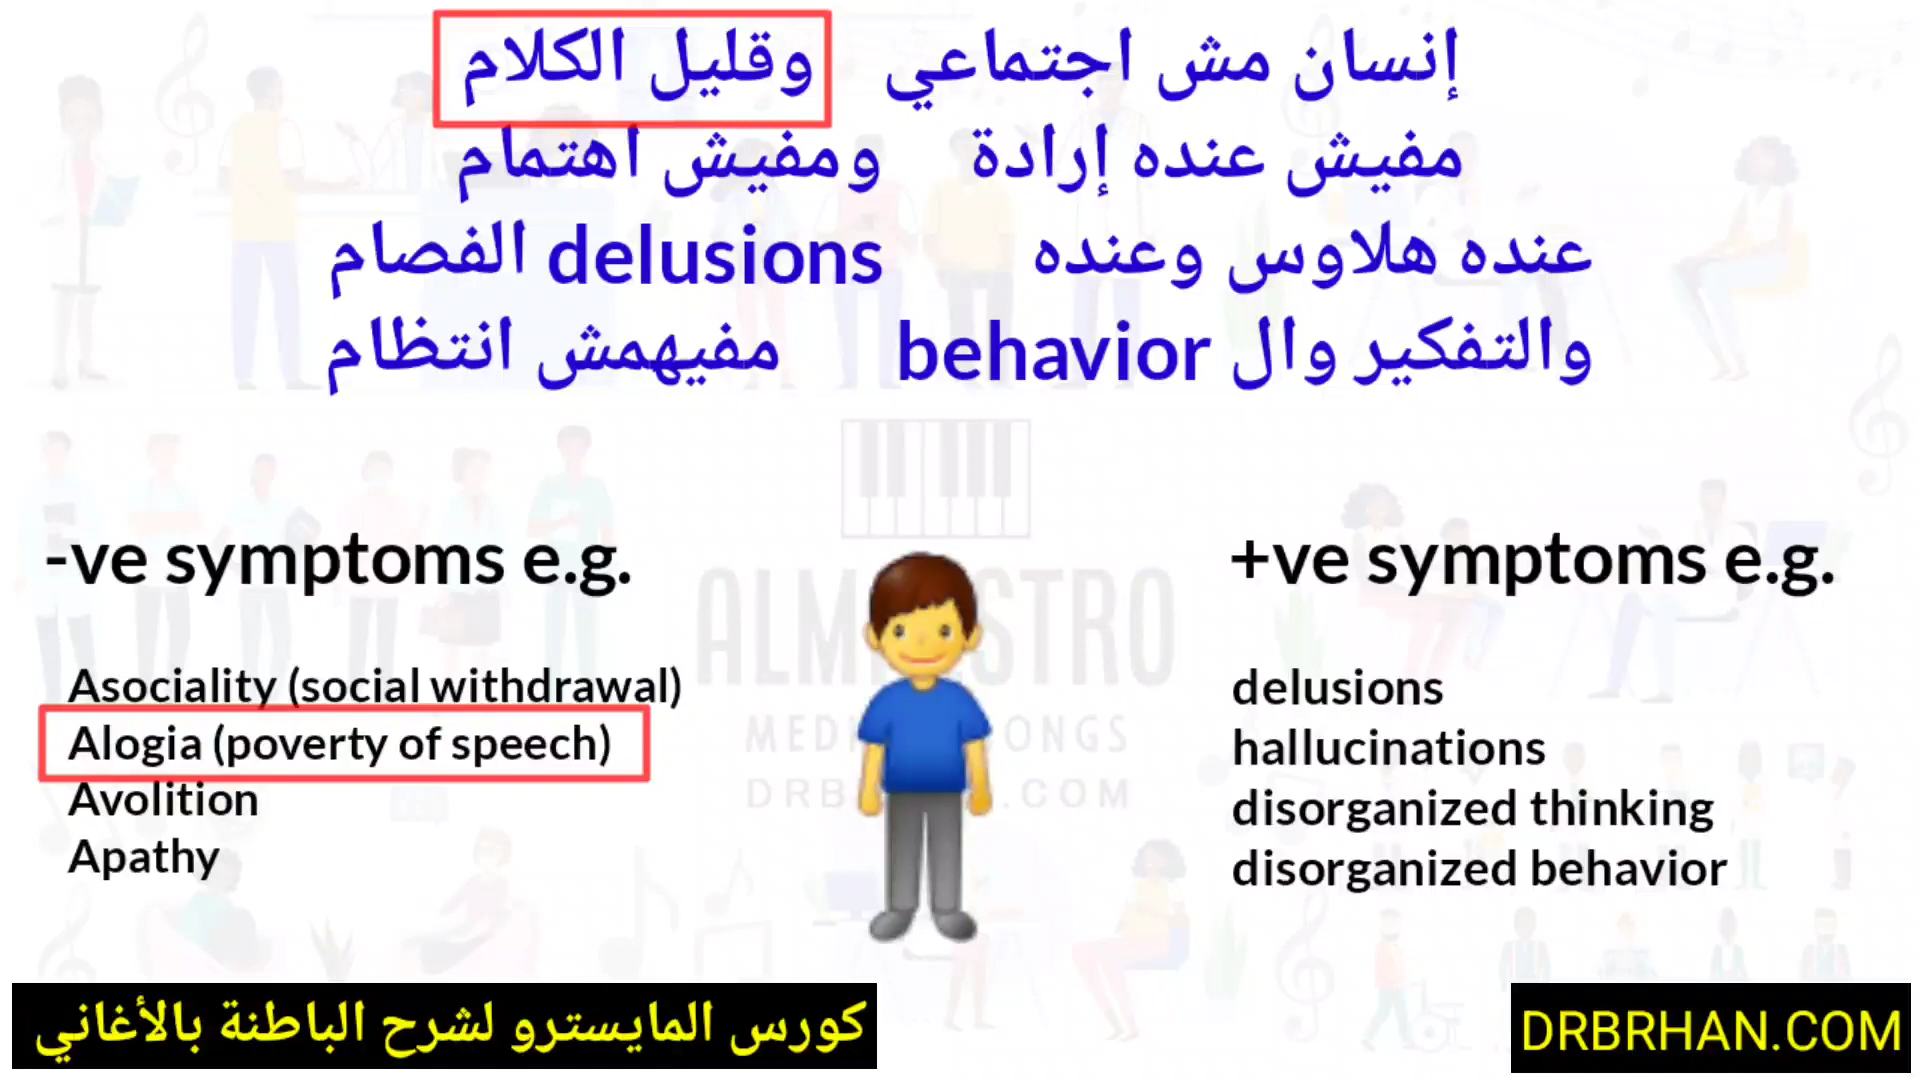 إنسان مش اجتماعي وقليل الكلام
مفيش عنده إرادة ومفيش اهتمام
عنده هلاوس وعنده delusions الفصام
والتفكير وال behavior مفيهمش انتظام
-ve symptoms e.g.
Asociality (social withdrawal)
Alogia (poverty of speech)
Avolition
Apathy
+ve symptoms e.g.
delusions
hallucinations
disorganized thinking
disorganized behavior
كورس المايسترو لشرح الباطنة بالأغاني
DRBRHAN.COM